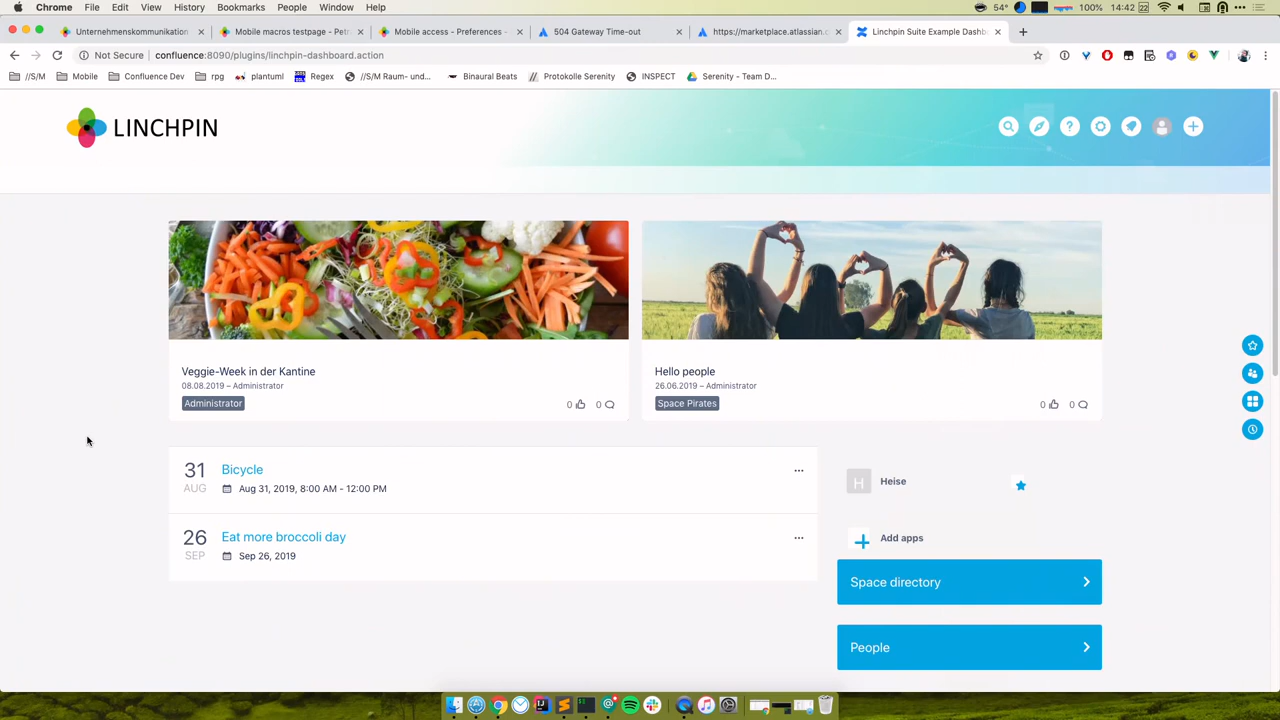 Chrome File Edit View History Bookmarks People Window Help 54° 100% 14:42 22
Unternehmenskommunikation Mobile macros testpage - Petr Mobile access - Preferences - 504 Gateway Time-out https://marketplace.atlassian. Linchpin Suite Example Dashb
Not Secure confluence:8090/plugins/linchpin-dashboard.action
//S/M Mobile Confluence Dev rpg plantuml Regex //S/M Raum- und... Binaural Beats Protokolle Serenity INSPECT Serenity - Team D...
LINCHPIN
Veggie-Week in der Kantine
08.08.2019 – Administrator
Administrator
0 0
Hello people
26.06.2019 – Administrator
Space Pirates
0 0
31 Bicycle
AUG Aug 31, 2019, 8:00 AM - 12:00 PM
26 Eat more broccoli day
SEP Sep 26, 2019
H Heise
Add apps
Space directory
People